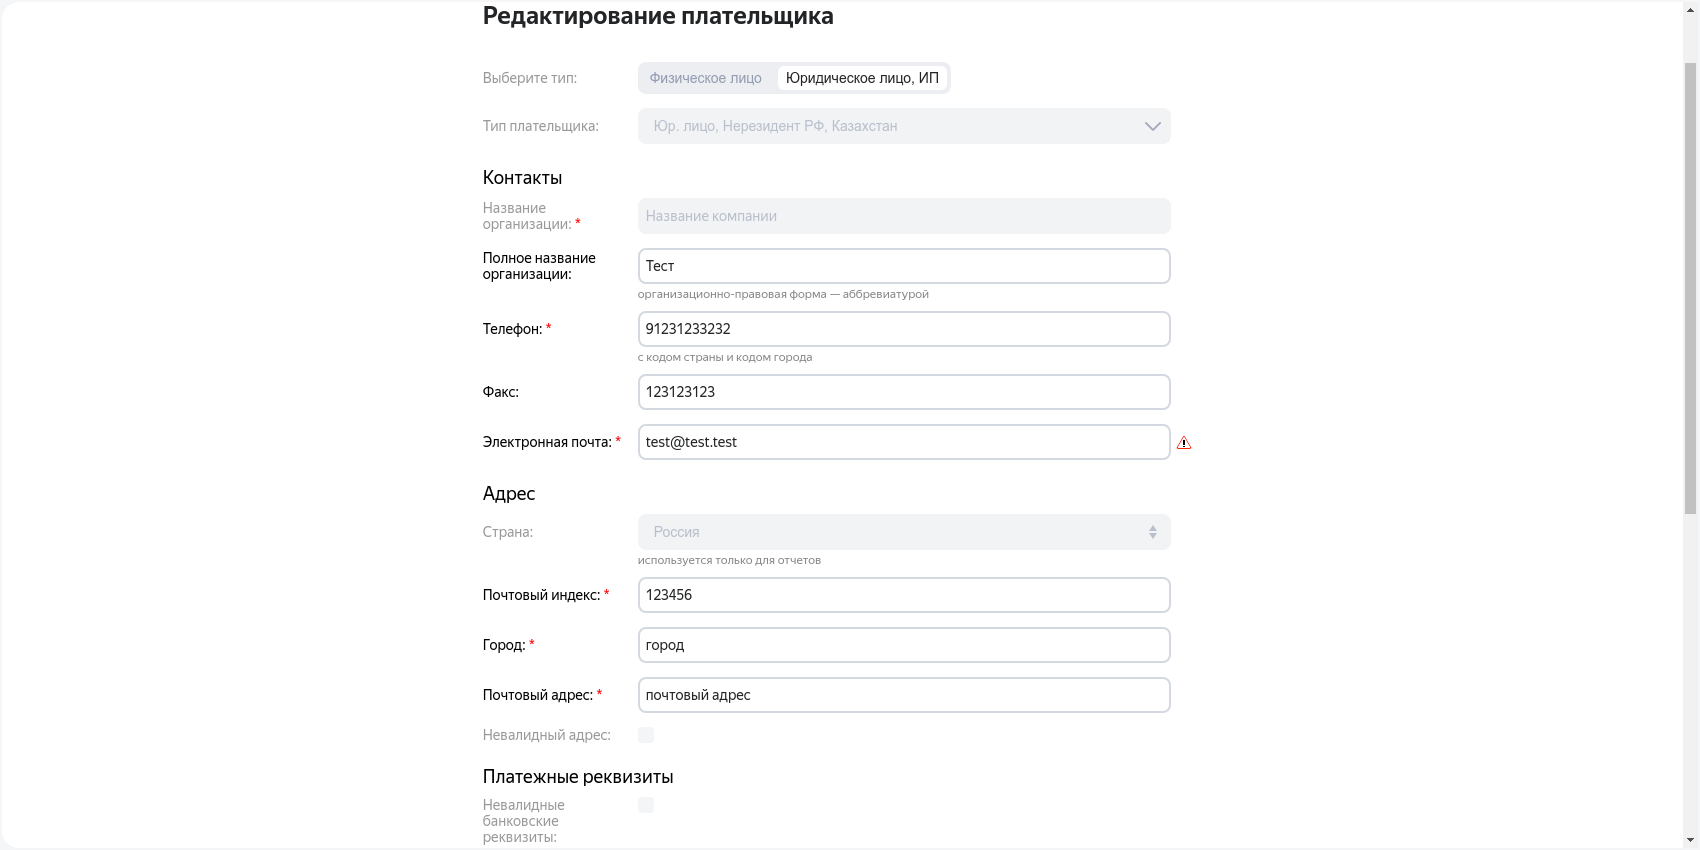 Редактирование плательщика
Выберите тип:
Физическое лицо
Юридическое лицо, ИП
Тип плательщика:
Юр. лицо, Нерезидент РФ, Казахстан
Контакты
Название
организации: *
Название компании
Полное название
организации:
Тест
организационно-правовая форма — аббревиатурой
Телефон: *
91231233232
с кодом страны и кодом города
Факс:
123123123
Электронная почта: *
test@test.test
Адрес
Страна:
Россия
используется только для отчетов
Почтовый индекс: *
123456
Город: *
город
Почтовый адрес: *
почтовый адрес
Невалидный адрес:
Платежные реквизиты
Невалидные
банковские
реквизиты: